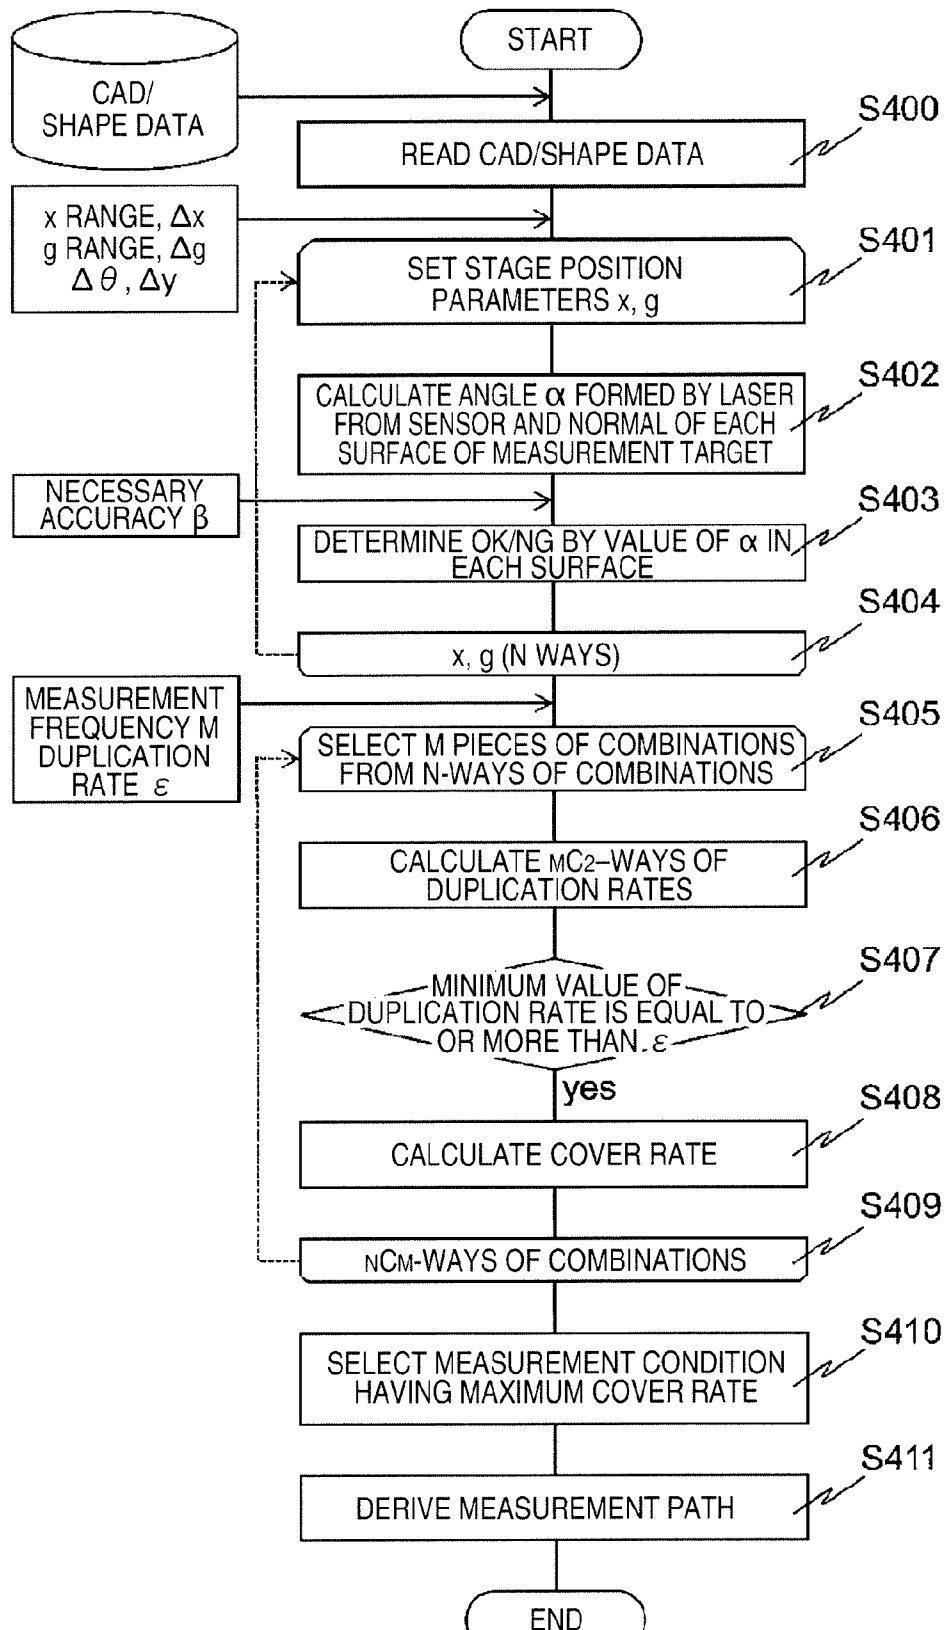 START
CAD/
SHAPE DATA
S400
READ CAD/SHAPE DATA
x RANGE, Δx
g RANGE, Δg
Δθ, Δy
S401
SET STAGE POSITION
PARAMETERS x, g
S402
CALCULATE ANGLE α FORMED BY LASER
FROM SENSOR AND NORMAL OF EACH
SURFACE OF MEASUREMENT TARGET
NECESSARY
ACCURACY β
S403
DETERMINE OK/NG BY VALUE OF α IN
EACH SURFACE
S404
x, g (N WAYS)
MEASUREMENT
FREQUENCY M
DUPLICATION
RATE ε
S405
SELECT M PIECES OF COMBINATIONS
FROM N-WAYS OF COMBINATIONS
S406
CALCULATE MC2-WAYS OF
DUPLICATION RATES
S407
MINIMUM VALUE OF
DUPLICATION RATE IS EQUAL TO
OR MORE THAN ε
yes
S408
CALCULATE COVER RATE
S409
NCM-WAYS OF COMBINATIONS
S410
SELECT MEASUREMENT CONDITION
HAVING MAXIMUM COVER RATE
S411
DERIVE MEASUREMENT PATH
END